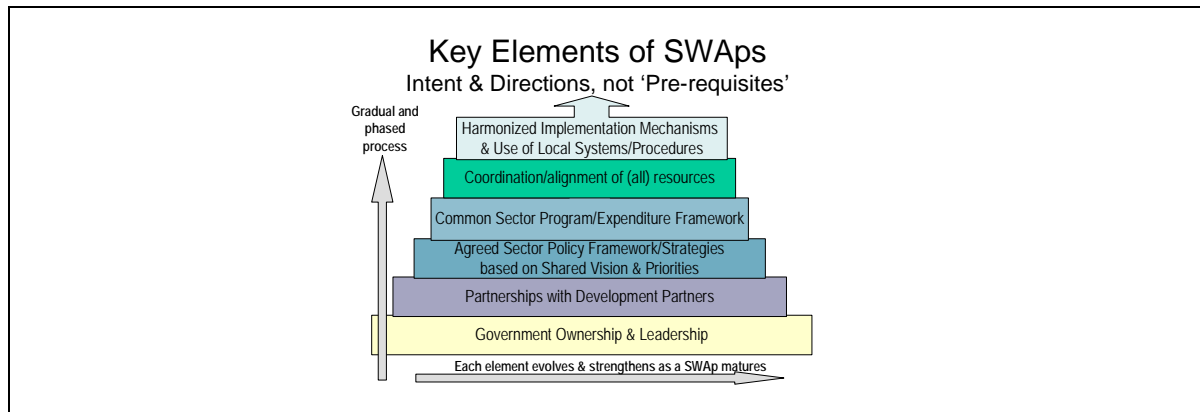 Key Elements of SWAps
Intent & Directions, not ‘Pre-requisites’
Gradual and
phased
process
Harmonized Implementation Mechanisms
& Use of Local Systems/Procedures
Coordination/alignment of (all) resources
Common Sector Program/Expenditure Framework
Agreed Sector Policy Framework/Strategies
based on Shared Vision & Priorities
Partnerships with Development Partners
Government Ownership & Leadership
Each element evolves & strengthens as a SWAp matures